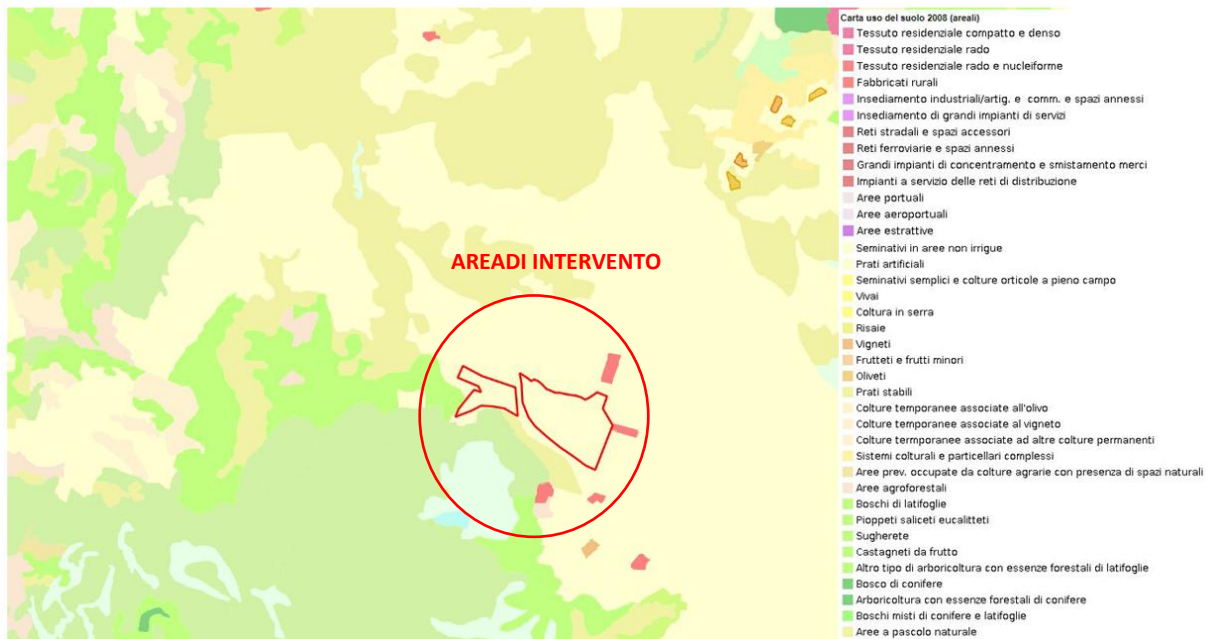 Carta uso del suolo 2008 (areali)
Tessuto residenziale compatto e denso
Tessuto residenziale rado
Tessuto residenziale rado e nucleiforme
Fabbricati rurali
Insediamento industriali/artig. e comm. e spazi annessi
Insediamento di grandi impianti di servizi
Reti stradali e spazi accessori
Reti ferroviarie e spazi annessi
Grandi impianti di concentramento e smistamento merci
Impianti a servizio delle reti di distribuzione
Aree portuali
Aree aeroportuali
Aree estrattive
Seminativi in aree non irrigue
Prati artificiali
Seminativi semplici e colture orticole a pieno campo
Vivai
Coltura in serra
Risaie
Vigneti
Frutteti e frutti minori
Oliveti
Prati stabili
Colture temporanee associate all'olivo
Colture temporanee associate al vigneto
Colture termporanee associate ad altre colture permanenti
Sistemi colturali e particellari complessi
Aree prev. occupate da colture agrarie con presenza di spazi naturali
Aree agroforestali
Boschi di latifoglie
Pioppeti saliceti eucalitteti
Sugherete
Castagneti da frutto
Altro tipo di arboricoltura con essenze forestali di latifoglie
Bosco di conifere
Arboricoltura con essenze forestali di conifere
Boschi misti di conifere e latifoglie
Aree a pascolo naturale
AREADI INTERVENTO